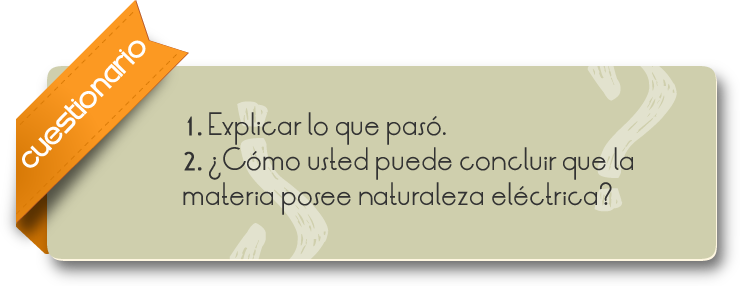 cuestionario
1. Explicar lo que pasó.
2. ¿Cómo usted puede concluir que la
materia posee naturaleza eléctrica?